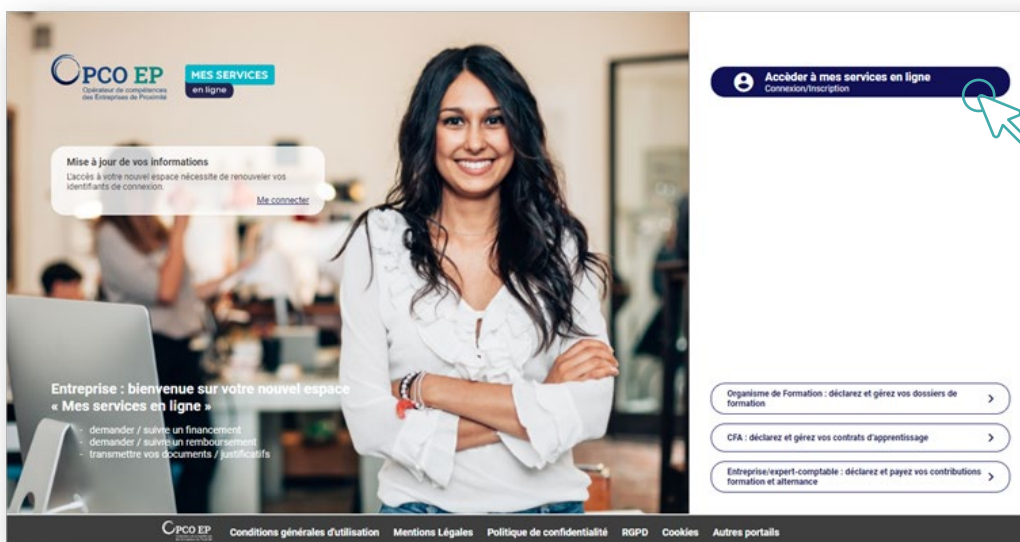 OPCO EP
Opérateur de compétences
des Entreprises de Proximité
MES SERVICES
en ligne
Mise à jour de vos informations
L'accès à votre nouvel espace nécessite de renouveler vos
identifiants de connexion.
Me connecter
Entreprise : bienvenue sur votre nouvel espace
« Mes services en ligne »
- demander / suivre un financement
- demander / suivre un remboursement
- transmettre vos documents / justificatifs
Accèder à mes services en ligne
Connexion/Inscription
Organisme de Formation : déclarez et gérez vos dossiers de
formation
CFA : déclarez et gérez vos contrats d'apprentissage
Entreprise/expert-comptable : déclarez et payez vos contributions
formation et alternance
OPCO EP
Conditions générales d'utilisation Mentions Légales Politique de confidentialité RGPD Cookies Autres portails